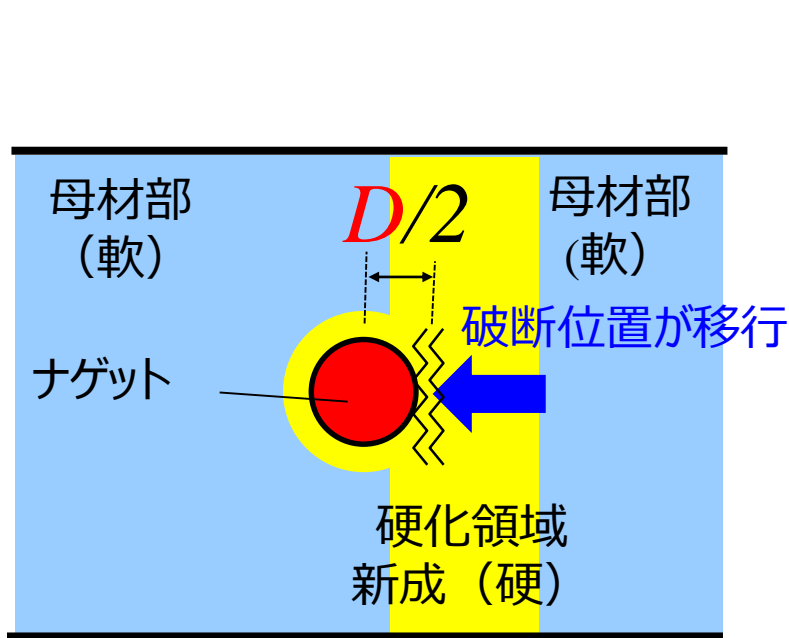 母材部
（軟）
D/2
母材部
(軟）
破断位置が移行
ナゲット
硬化領域
新成（硬）